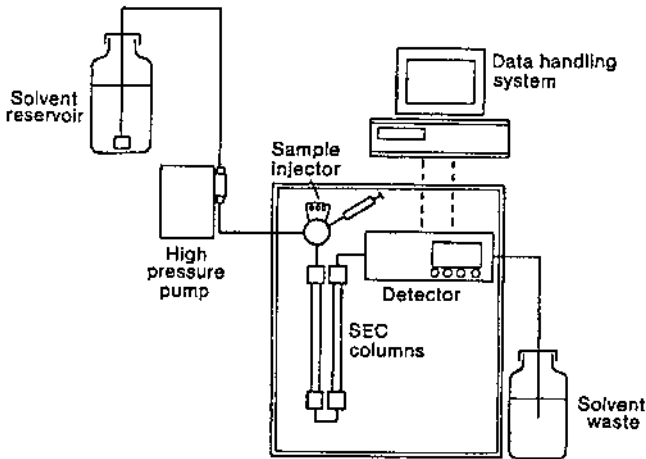 Solvent
reservoir
Data handling
system
Sample
injector
High
pressure
pump
Detector
SEC
columns
Solvent
waste